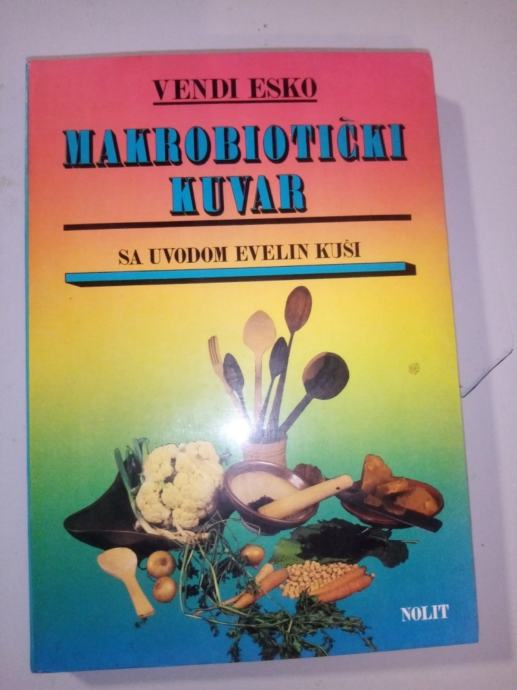 VENDI ESKO
MAKROBIOTIČKI
KUVAR
SA UVODOM EVELIN KUŠI
NOLIT